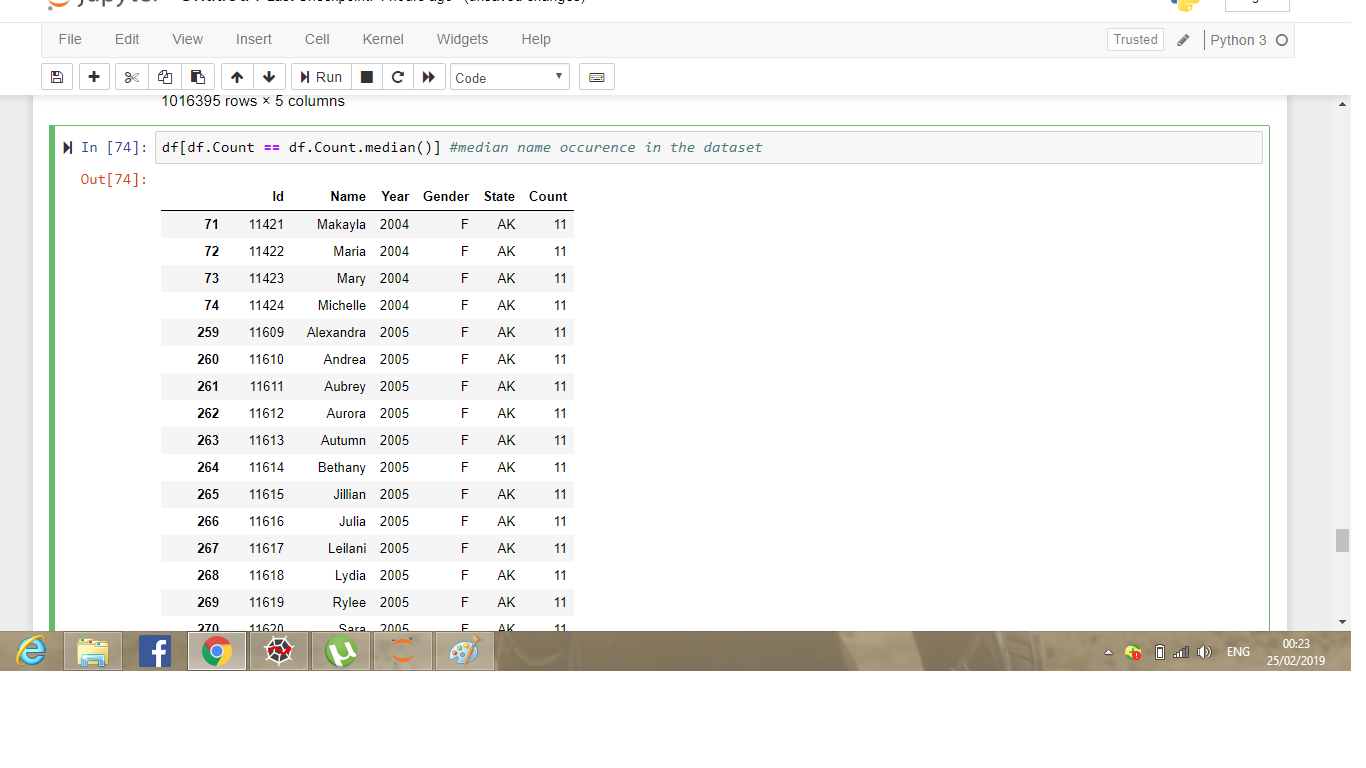 File Edit View Insert Cell Kernel Widgets Help Trusted Python 3
Run Code
1016395 rows × 5 columns
In [74]: df[df.Count == df.Count.median()] #median name occurence in the dataset
Out[74]:
Id Name Year Gender State Count
71 11421 Makayla 2004 F AK 11
72 11422 Maria 2004 F AK 11
73 11423 Mary 2004 F AK 11
74 11424 Michelle 2004 F AK 11
259 11609 Alexandra 2005 F AK 11
260 11610 Andrea 2005 F AK 11
261 11611 Aubrey 2005 F AK 11
262 11612 Aurora 2005 F AK 11
263 11613 Autumn 2005 F AK 11
264 11614 Bethany 2005 F AK 11
265 11615 Jillian 2005 F AK 11
266 11616 Julia 2005 F AK 11
267 11617 Leilani 2005 F AK 11
268 11618 Lydia 2005 F AK 11
269 11619 Rylee 2005 F AK 11
270 11620 Sara 2005 F AK 11
ENG 00:23
25/02/2019